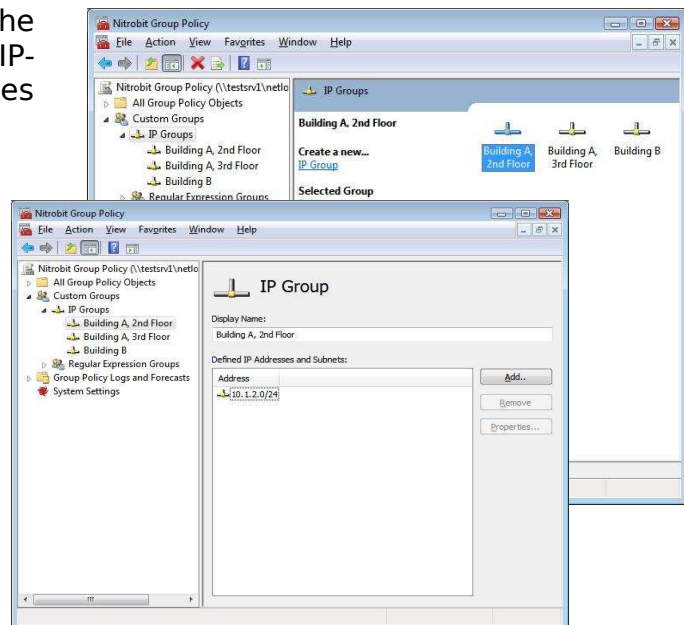 he
IP-
es
Nitrobit Group Policy
File Action View Favorites Window Help
Nitrobit Group Policy (\\testsrv1\netlo
All Group Policy Objects
Custom Groups
IP Groups
Building A, 2nd Floor
Building A, 3rd Floor
Building B
Regular Expression Groups
IP Groups
Building A, 2nd Floor
Create a new...
IP Group
Selected Group
Building A, 2nd Floor
Building A, 3rd Floor
Building B
Nitrobit Group Policy
File Action View Favorites Window Help
Nitrobit Group Policy (\\testsrv1\netlo
All Group Policy Objects
Custom Groups
IP Groups
Building A, 2nd Floor
Building A, 3rd Floor
Building B
Regular Expression Groups
Group Policy Logs and Forecasts
System Settings
IP Group
Display Name:
Building A, 2nd Floor
Defined IP Addresses and Subnets:
Address
10.1.2.0/24
Add..
Remove
Properties...